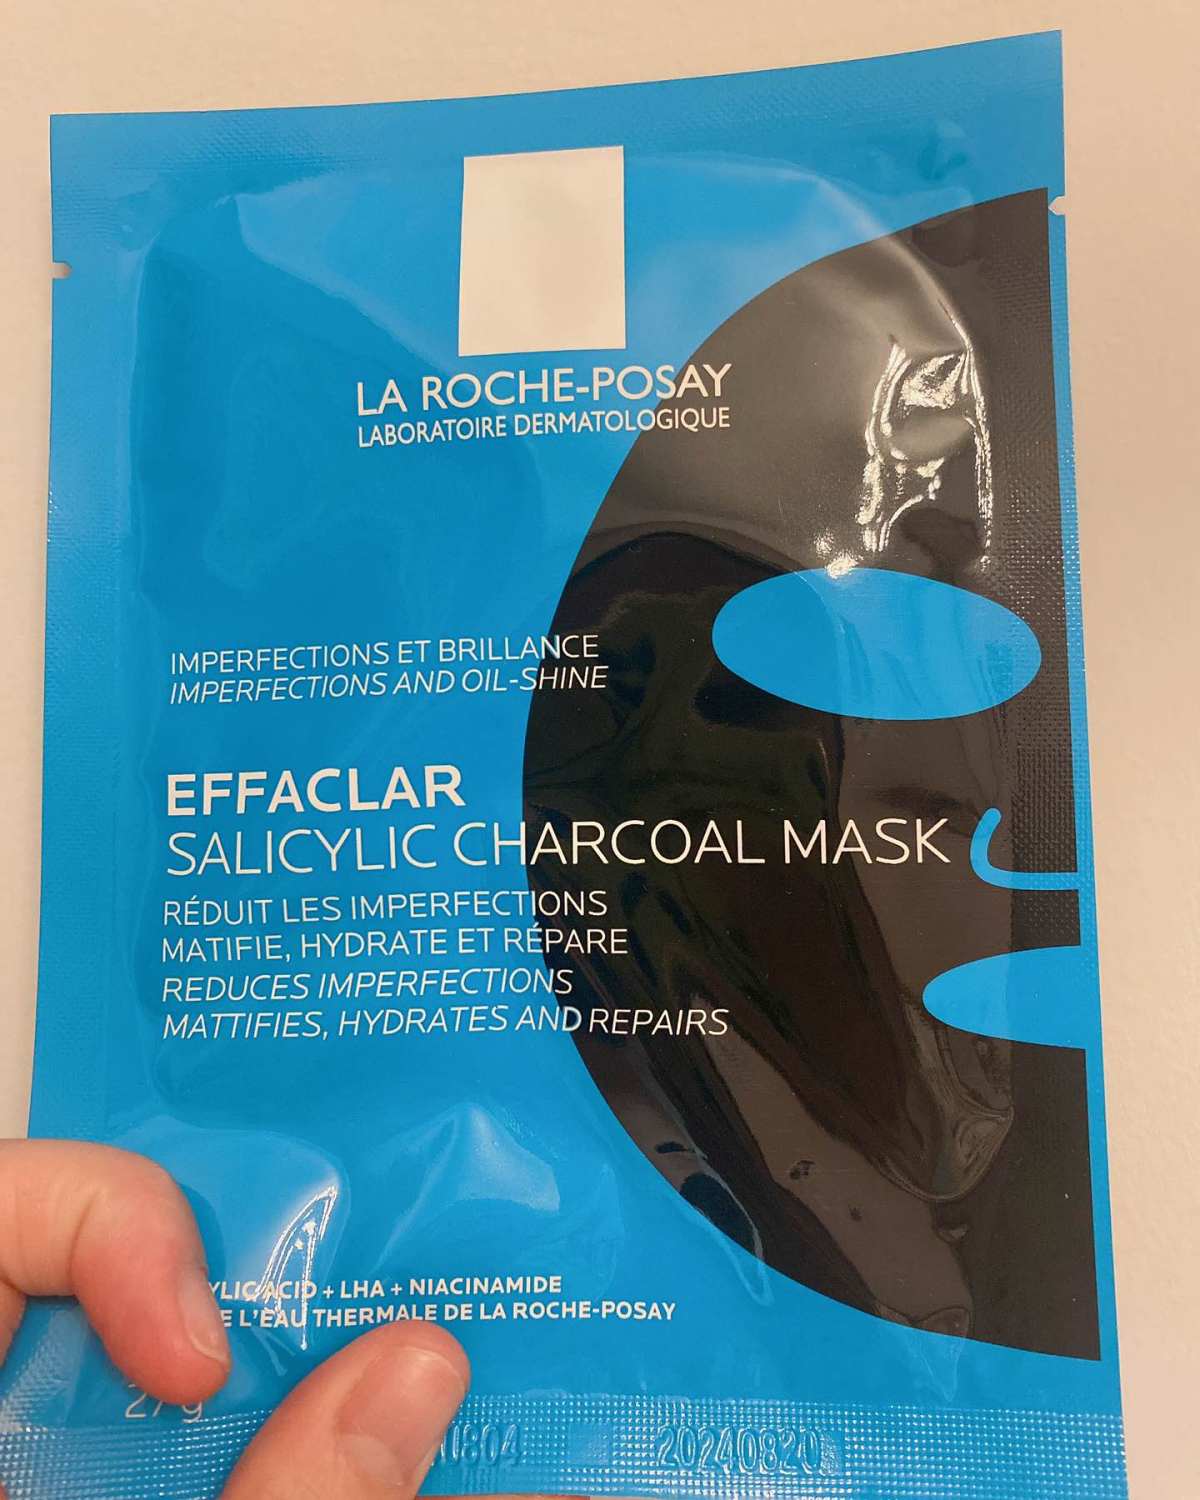 LA ROCHE-POSAY
LABORATOIRE DERMATOLOGIQUE
IMPERFECTIONS ET BRILLANCE
IMPERFECTIONS AND OIL-SHINE
EFFACLAR
SALICYLIC CHARCOAL MASK
RÉDUIT LES IMPERFECTIONS
MATIFIE, HYDRATE ET RÉPARE
REDUCES IMPERFECTIONS
MATTIFIES, HYDRATES AND REPAIRS
ACID + LHA + NIACINAMIDE
L'EAU THERMALE DE LA ROCHE-POSAY
27 g
20240820